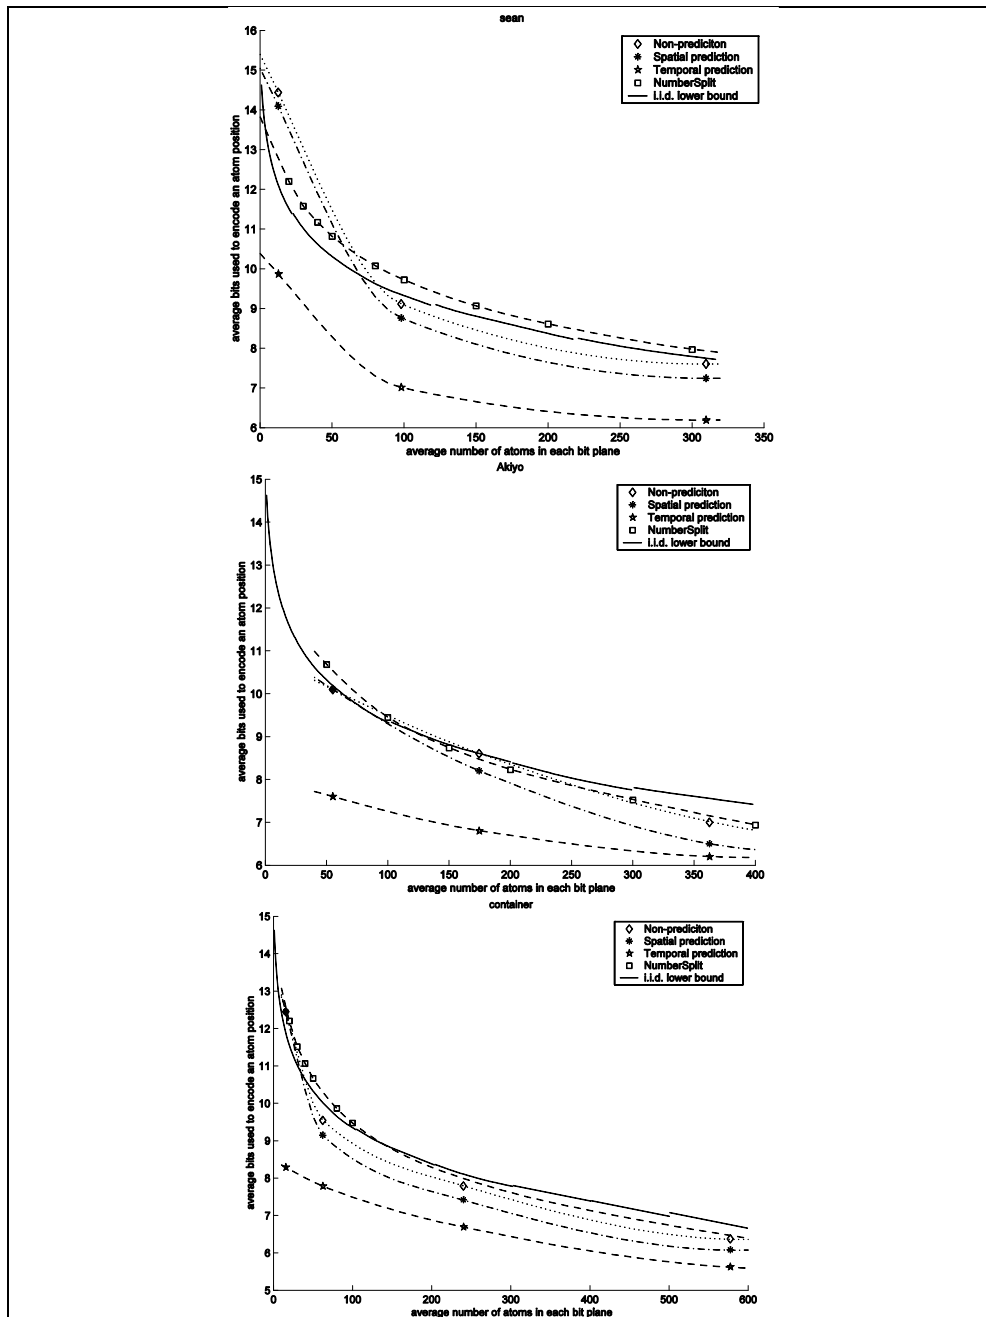 sean
16
15
14
13
12
11
10
9
8
7
6
average bits used to encode an atom position
Non-prediciton
Spatial prediction
Temporal prediction
NumberSplit
i.i.d. lower bound
0 50 100 150 200 250 300 350
average number of atoms in each bit plane
Akiyo
15
14
13
12
11
10
9
8
7
6
average bits used to encode an atom position
Non-prediciton
Spatial prediction
Temporal prediction
NumberSplit
i.i.d. lower bound
0 50 100 150 200 250 300 350 400
average number of atoms in each bit plane
container
15
14
13
12
11
10
9
8
7
6
5
average bits used to encode an atom position
Non-prediciton
Spatial prediction
Temporal prediction
NumberSplit
i.i.d. lower bound
0 100 200 300 400 500 600
average number of atoms in each bit plane